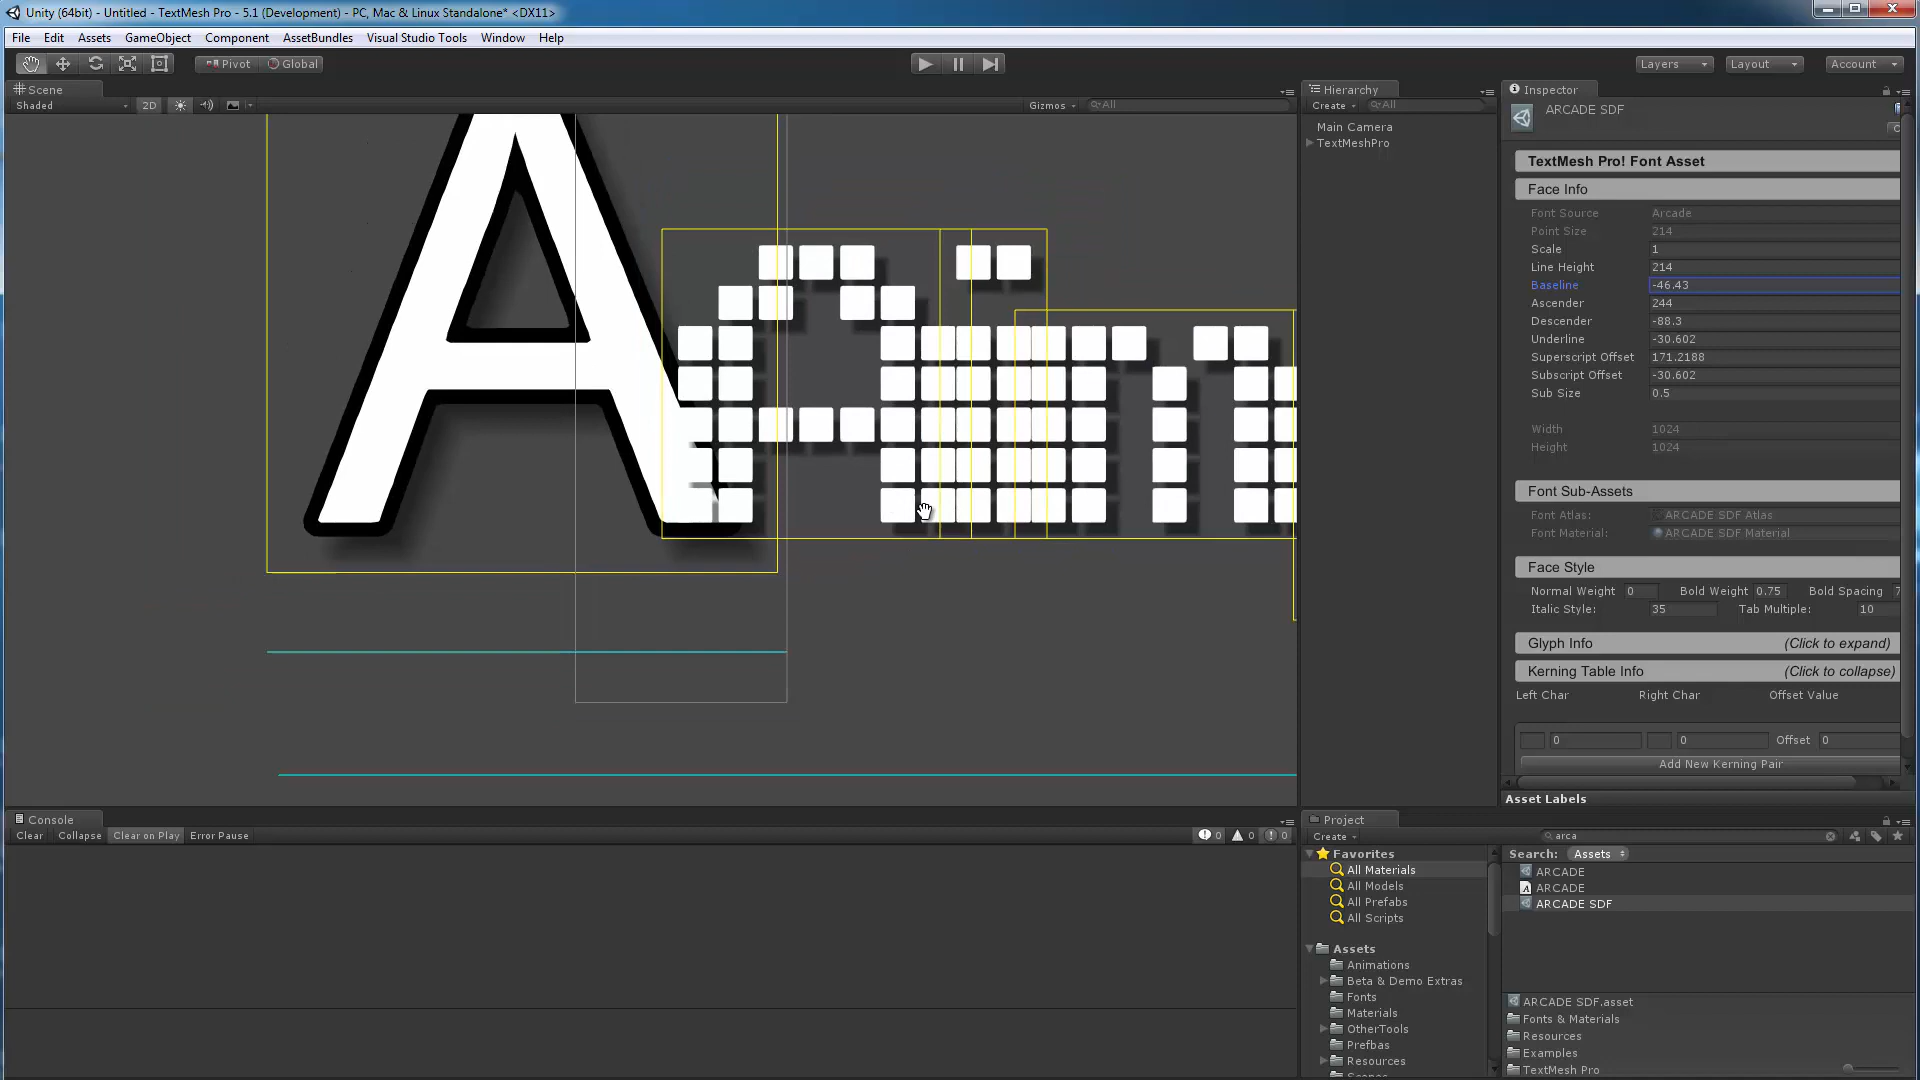 Unity (64bit) - Untitled - TextMesh Pro - 5.1 (Development) - PC, Mac & Linux Standalone* <DX11>
File Edit Assets GameObject Component AssetBundles Visual Studio Tools Window Help
Pivot Global Layers Layout Account
Scene
Shaded 2D Gizmos All
A
Hierarchy
Create All
Main Camera
TextMeshPro
Inspector
ARCADE SDF
TextMesh Pro! Font Asset
Face Info
Font Source Arcade
Point Size 214
Scale 1
Line Height 214
Baseline -46.43
Ascender 244
Descender -88.3
Underline -30.602
Superscript Offset 171.2188
Subscript Offset -30.602
Sub Size 0.5
Width 1024
Height 1024
Font Sub-Assets
Font Atlas: ARCADE SDF Atlas
Font Material: ARCADE SDF Material
Face Style
Normal Weight 0 Bold Weight 0.75 Bold Spacing 7
Italic Style: 35 Tab Multiple: 10
Glyph Info (Click to expand)
Kerning Table Info (Click to collapse)
Left Char Right Char Offset Value
0 0 Offset 0
Add New Kerning Pair
Asset Labels
Console
Clear Collapse Clear on Play Error Pause 0 0 0
Project
Create arca
Favorites
All Materials
All Models
All Prefabs
All Scripts
Assets
Animations
Beta & Demo Extras
Fonts
Materials
OtherTools
Prefbas
Resources
Search: Assets
ARCADE
ARCADE
ARCADE SDF
ARCADE SDF.asset
Fonts & Materials
Resources
Examples
TextMesh Pro